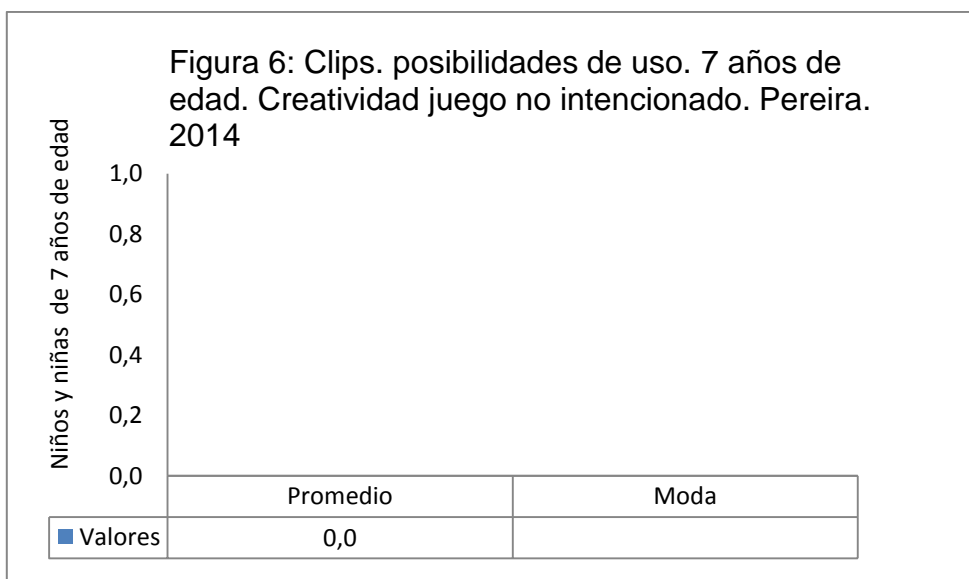 Figura 6: Clips. posibilidades de uso. 7 años de
edad. Creatividad juego no intencionado. Pereira.
2014
Niños y niñas de 7 años de edad
1,0
0,8
0,6
0,4
0,2
0,0
Promedio Moda
Valores 0,0